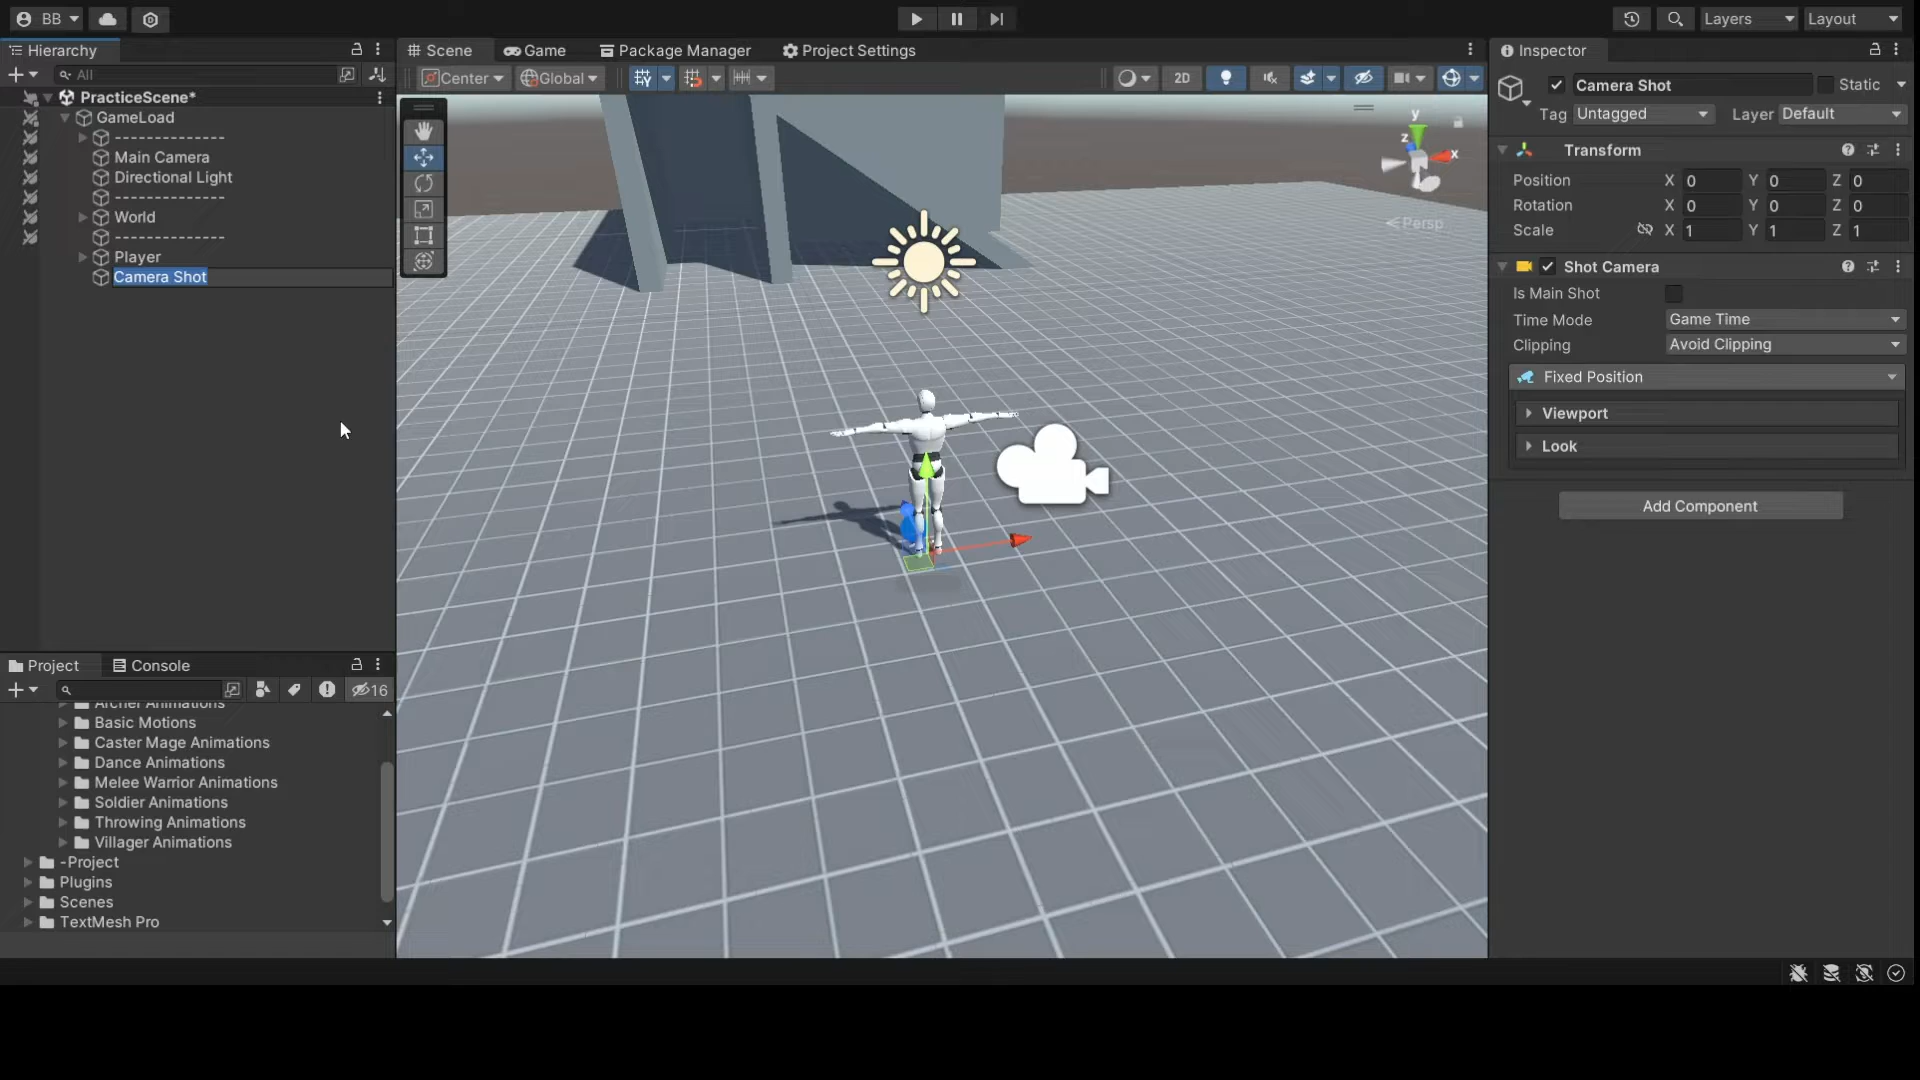 BB
Layers
Layout
Hierarchy
All
PracticeScene*
GameLoad
--------------
Main Camera
Directional Light
--------------
World
--------------
Player
Camera Shot
Scene
Game
Package Manager
Project Settings
Center
Global
2D
y
z
x
Persp
Inspector
Camera Shot
Static
Tag Untagged Layer Default
Transform
Position X 0 Y 0 Z 0
Rotation X 0 Y 0 Z 0
Scale X 1 Y 1 Z 1
Shot Camera
Is Main Shot
Time Mode Game Time
Clipping Avoid Clipping
Fixed Position
Viewport
Look
Add Component
Project
Console
16
Archer Animations
Basic Motions
Caster Mage Animations
Dance Animations
Melee Warrior Animations
Soldier Animations
Throwing Animations
Villager Animations
-Project
Plugins
Scenes
TextMesh Pro